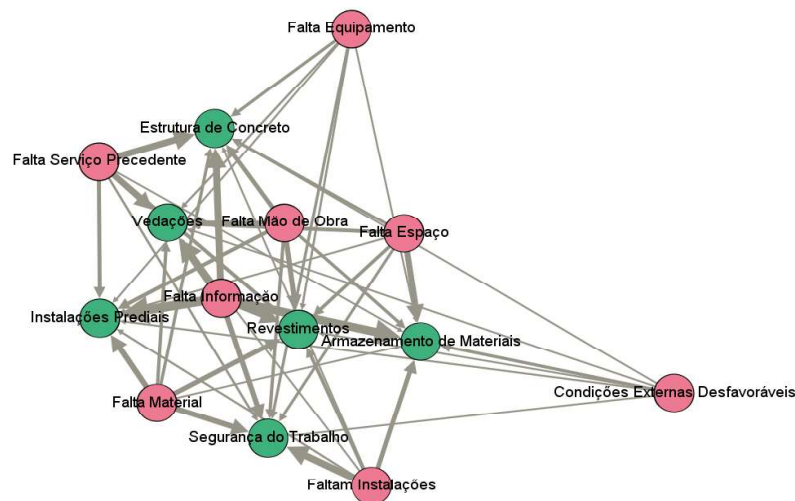 Falta Equipamento
Estrutura de Concreto
Falta Serviço Precedente
Vedações
Falta Mão de Obra
Falta Espaço
Falta Informação
Instalações Prediais
Revestimentos
Armazenamento de Materiais
Condições Externas Desfavoráveis
Falta Material
Segurança do Trabalho
Faltam Instalações